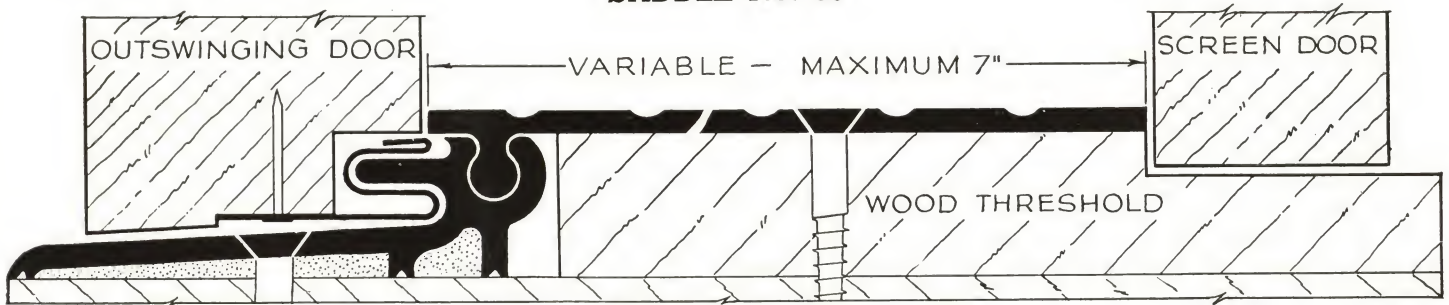 OUTSWINGING DOOR
VARIABLE — MAXIMUM 7"
SCREEN DOOR
WOOD THRESHOLD